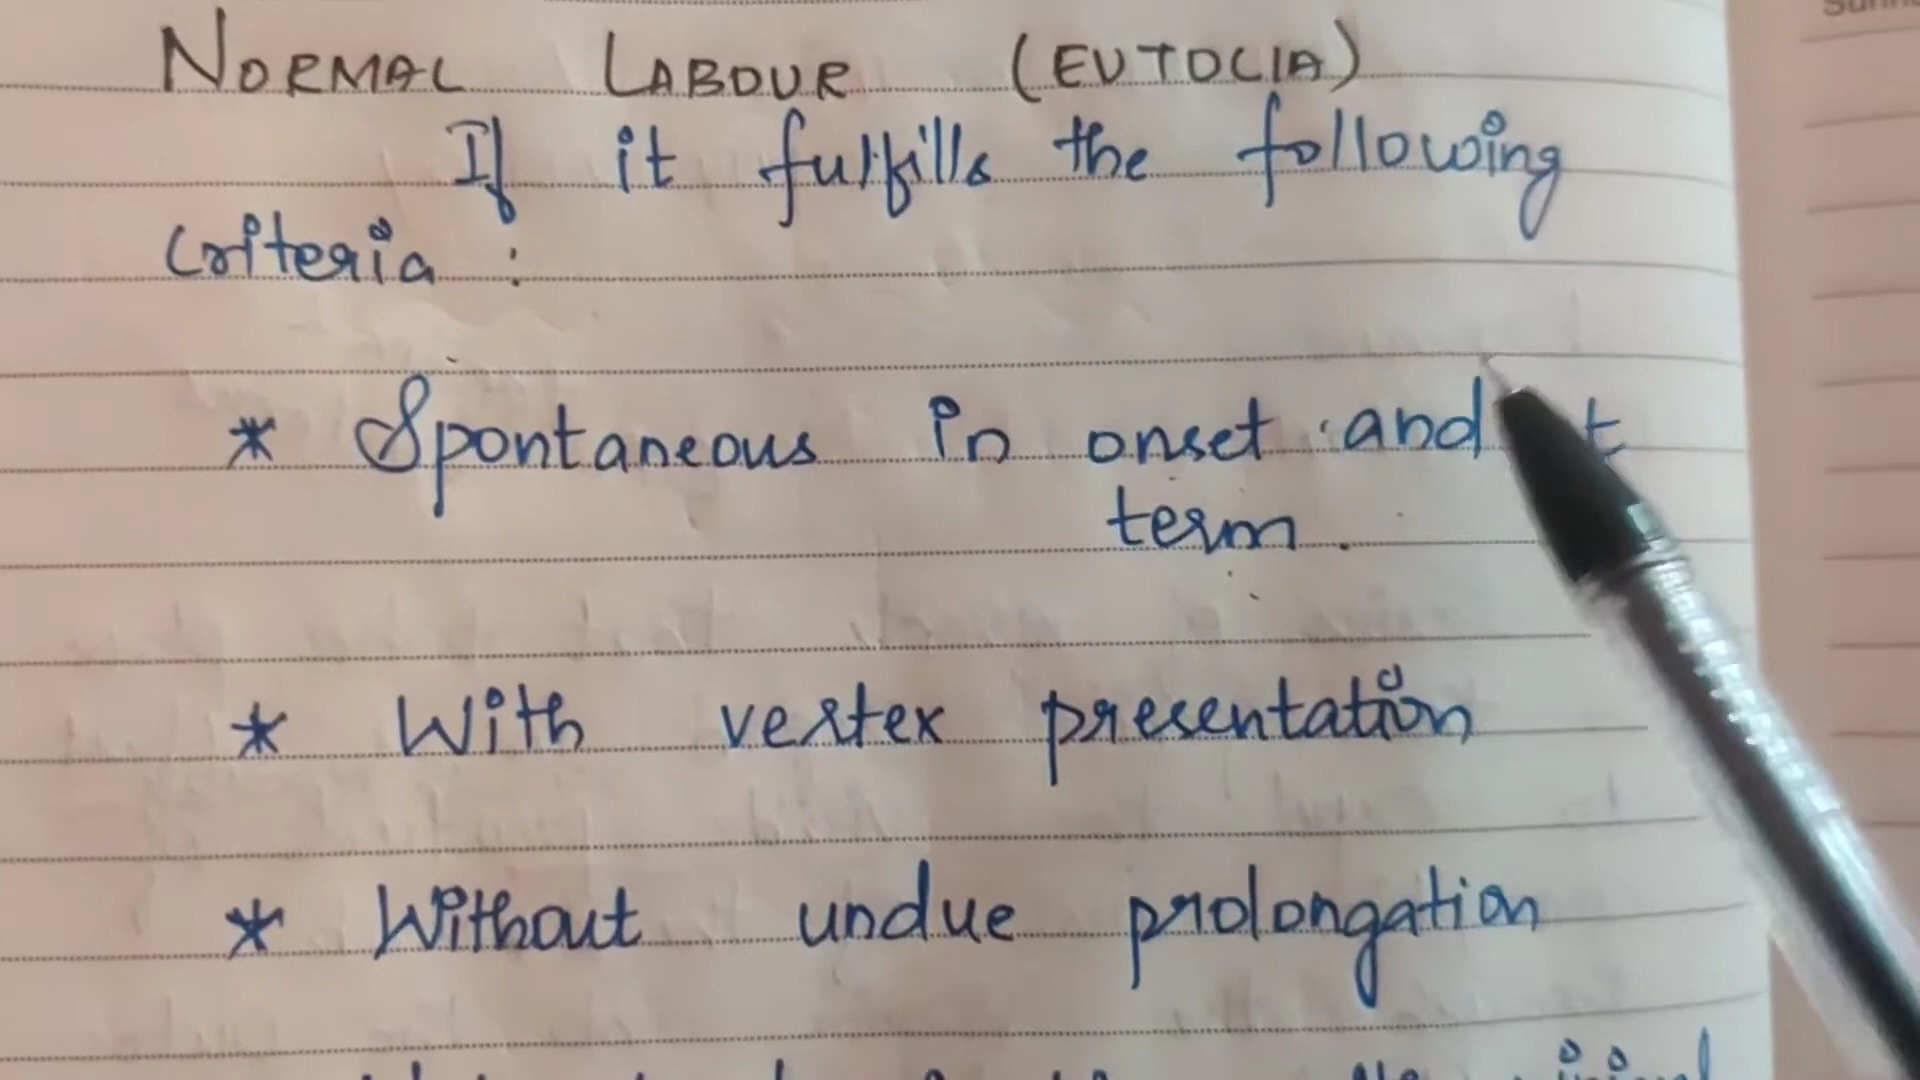 NORMAL LABOUR (EUTOCIA)
If it fulfills the following
criteria :
* Spontaneous in onset and
term.
* With vertex presentation
* Without undue prolongation